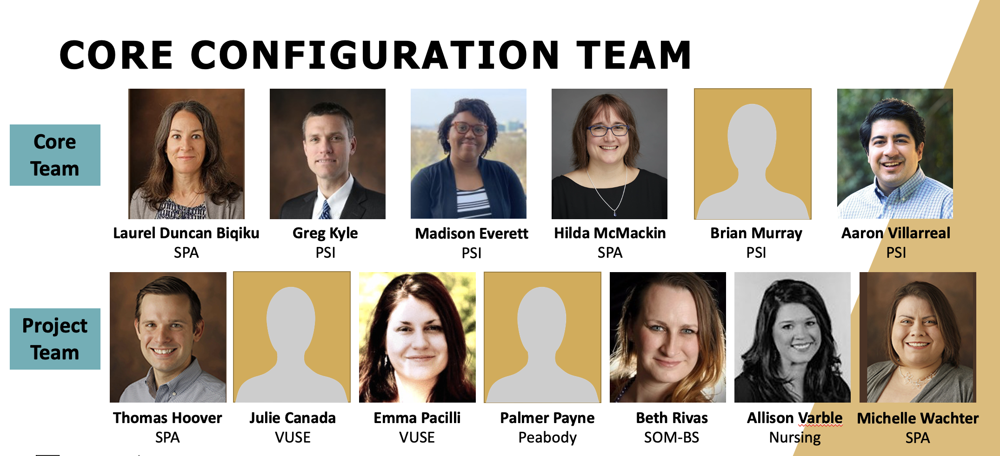 CORE CONFIGURATION TEAM
Core
Team
Laurel Duncan Biqiku
SPA
Greg Kyle
PSI
Madison Everett
PSI
Hilda McMackin
SPA
Brian Murray
PSI
Aaron Villarreal
PSI
Project
Team
Thomas Hoover
SPA
Julie Canada
VUSE
Emma Pacilli
VUSE
Palmer Payne
Peabody
Beth Rivas
SOM-BS
Allison Varble
Nursing
Michelle Wachter
SPA